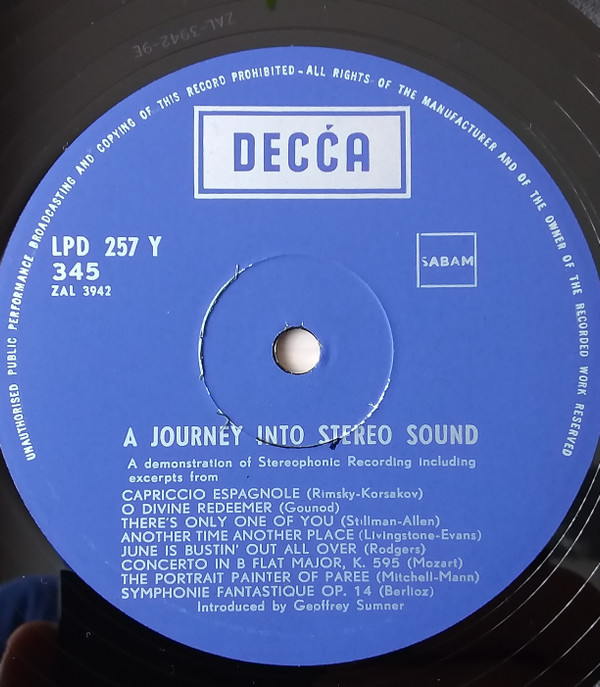 ZAL-3942-9E
UNAUTHORISED PUBLIC PERFORMANCE BROADCASTING AND COPYING OF THIS RECORD PROHIBITED-ALL RIGHTS OF THE MANUFACTURER AND OF THE OWNER OF THE RECORDED WORK RESERVED
DECCA
LPD 257 Y
345
ZAL 3942
SABAM
A JOURNEY INTO STEREO SOUND
A demonstration of Stereophonic Recording including
excerpts from
CAPRICCIO ESPAGNOLE (Rimsky-Korsakov)
O DIVINE REDEEMER (Gounod)
THERE'S ONLY ONE OF YOU (Stillman-Allen)
ANOTHER TIME ANOTHER PLACE (Livingstone-Evans)
JUNE IS BUSTIN' OUT ALL OVER (Rodgers)
CONCERTO IN B FLAT MAJOR, K. 595 (Mozart)
THE PORTRAIT PAINTER OF PAREE (Mitchell-Mann)
SYMPHONIE FANTASTIQUE OP. 14 (Berlioz)
Introduced by Geoffrey Sumner